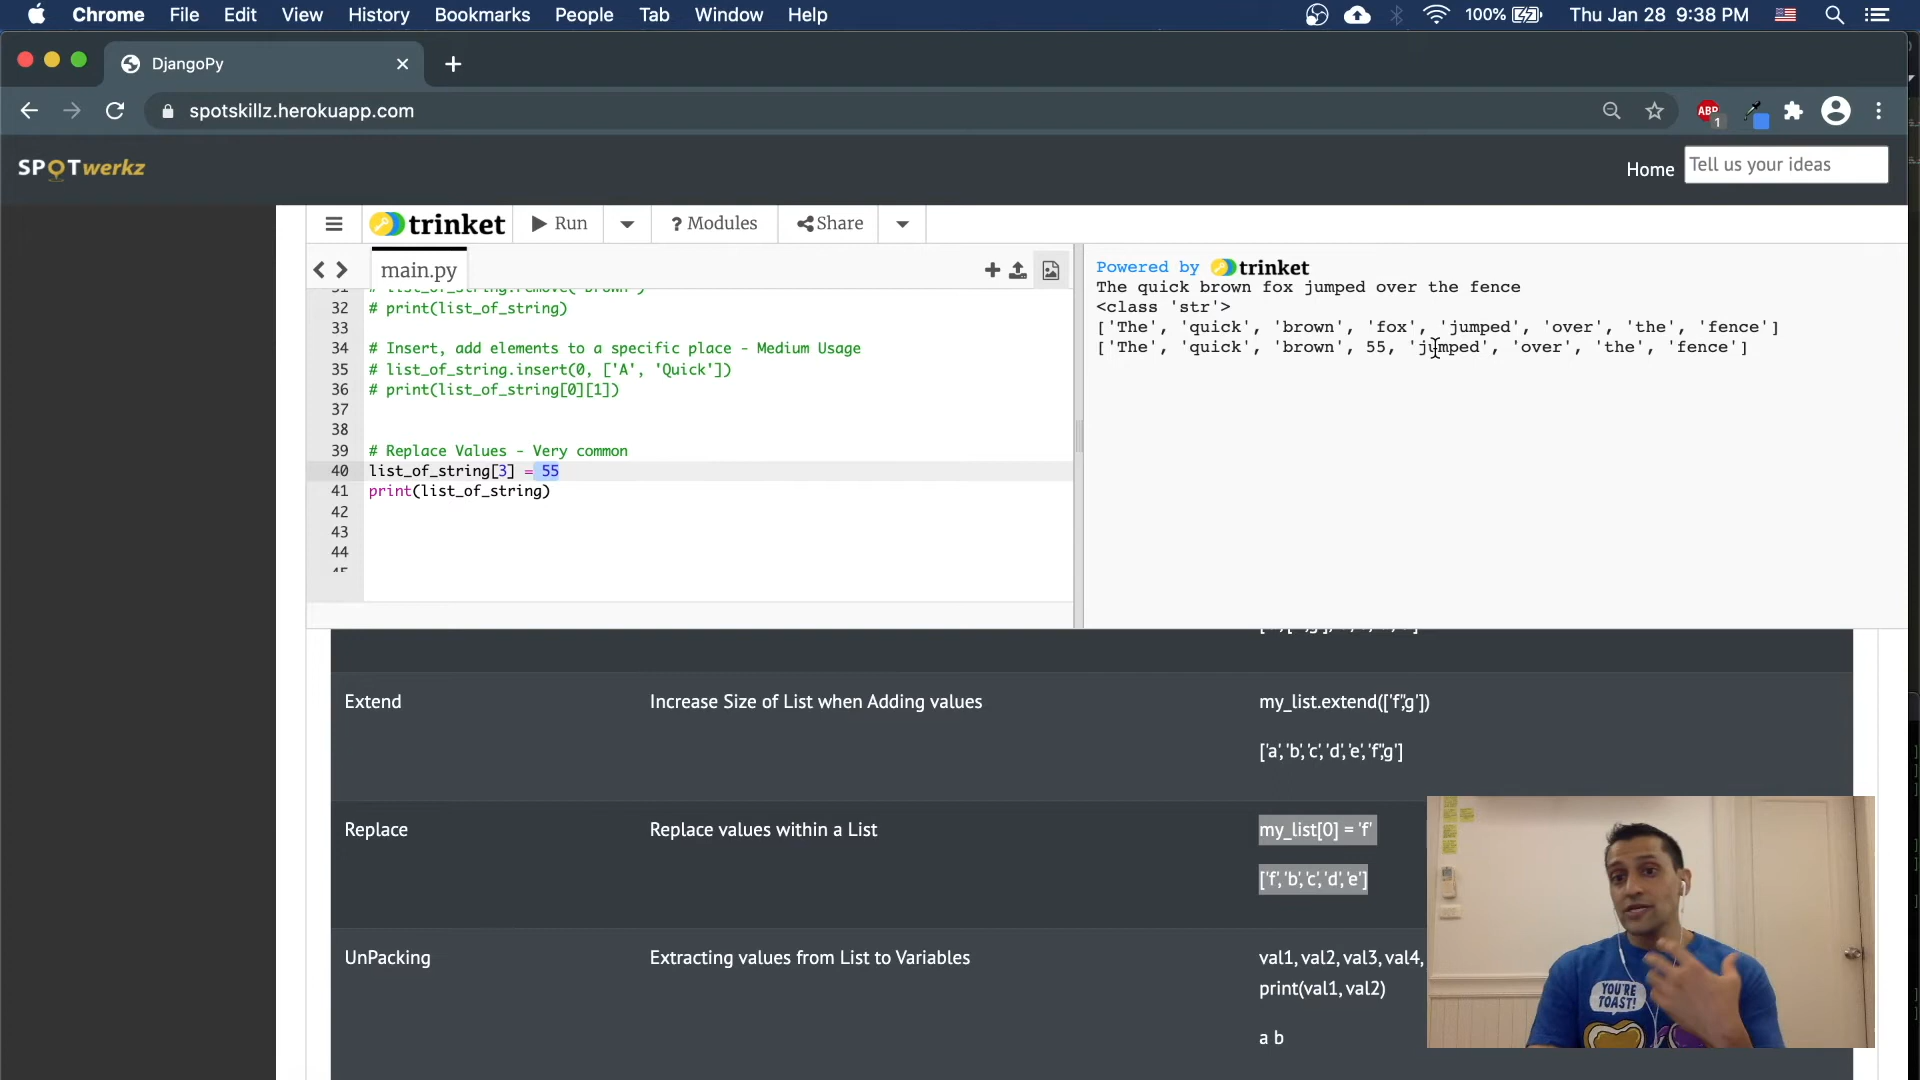 Chrome File Edit View History Bookmarks People Tab Window Help 100% Thu Jan 28 9:38 PM
DjangoPy
spotskillz.herokuapp.com
ABP
1
SPOTwerkz
Home
Tell us your ideas
trinket
Run
? Modules
Share
main.py
32 # print(list_of_string)
33
34 # Insert, add elements to a specific place - Medium Usage
35 # list_of_string.insert(0, ['A', 'Quick'])
36 # print(list_of_string[0][1])
37
38
39 # Replace Values - Very common
40 list_of_string[3] = 55
41 print(list_of_string)
42
43
44
Powered by trinket
The quick brown fox jumped over the fence
<class 'str'>
['The', 'quick', 'brown', 'fox', 'jumped', 'over', 'the', 'fence']
['The', 'quick', 'brown', 55, 'jumped', 'over', 'the', 'fence']
Extend
Increase Size of List when Adding values
my_list.extend(['f','g'])
['a','b','c','d','e','f','g']
Replace
Replace values within a List
my_list[0] = 'f'
['f','b','c','d','e']
UnPacking
Extracting values from List to Variables
val1, val2, val3, val4,
print(val1, val2)
a b
YOU'RE
TOAST!